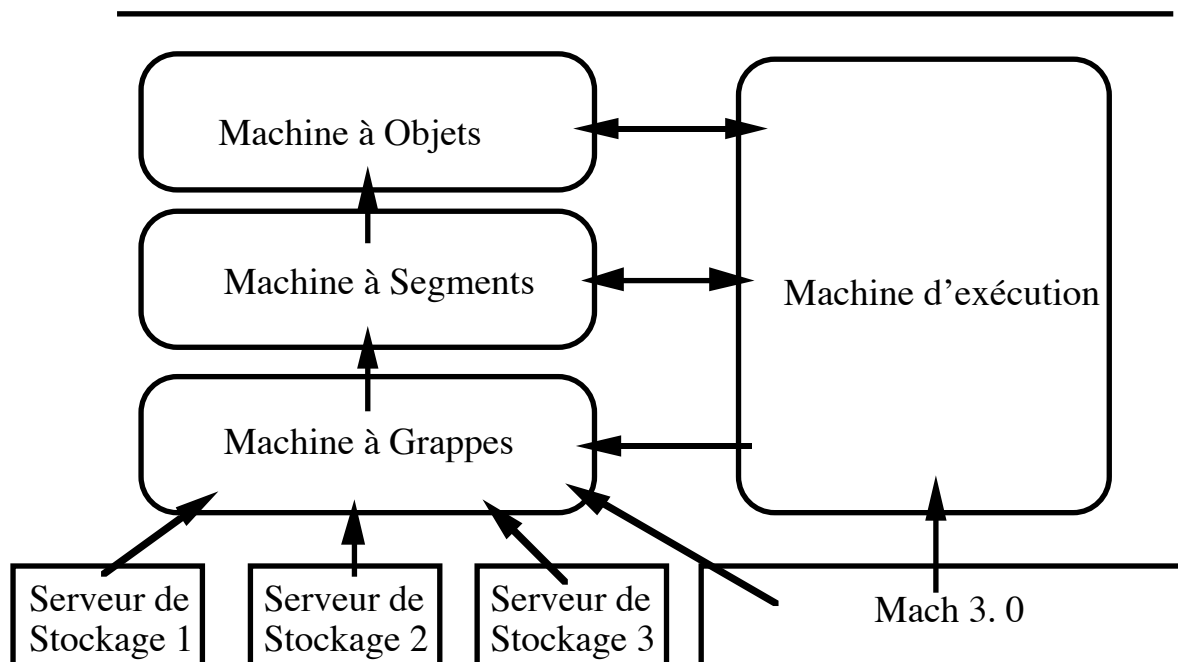 Machine à Objets
Machine à Segments
Machine d’exécution
Machine à Grappes
Serveur de
Stockage 1
Serveur de
Stockage 2
Serveur de
Stockage 3
Mach 3. 0